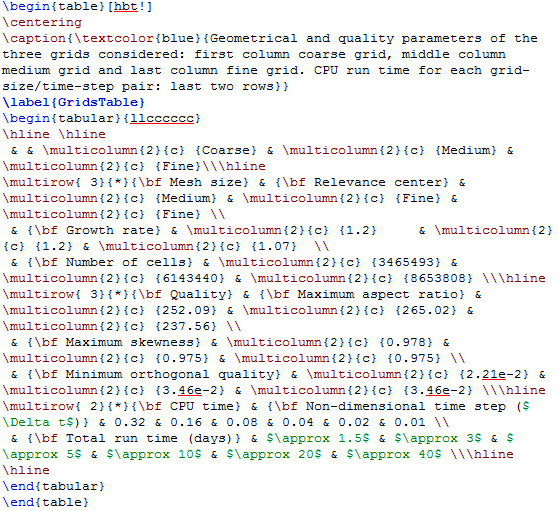 \begin{table}[hbt!]
\centering
\caption{\textcolor{blue}{Geometrical and quality parameters of the
three grids considered: first column coarse grid, middle column
medium grid and last column fine grid. CPU run time for each grid-
size/time-step pair: last two rows}}
\label{GridsTable}
\begin{tabular}{llcccccc}
\hline \hline
 & & \multicolumn{2}{c} {Coarse} & \multicolumn{2}{c} {Medium} &
\multicolumn{2}{c} {Fine}\\\hline
\multirow{ 3}{*}{\bf Mesh size} & {\bf Relevance center} &
\multicolumn{2}{c} {Medium} & \multicolumn{2}{c} {Fine} &
\multicolumn{2}{c} {Fine} \\
 & {\bf Growth rate} & \multicolumn{2}{c} {1.2}     & \multicolumn{2}
{c} {1.2} & \multicolumn{2}{c} {1.07}  \\
 & {\bf Number of cells} & \multicolumn{2}{c} {3465493} &
\multicolumn{2}{c} {6143440} & \multicolumn{2}{c} {8653808} \\\hline
\multirow{ 3}{*}{\bf Quality} & {\bf Maximum aspect ratio} &
\multicolumn{2}{c} {252.09} & \multicolumn{2}{c} {265.02} &
\multicolumn{2}{c} {237.56} \\
 & {\bf Maximum skewness} & \multicolumn{2}{c} {0.978} &
\multicolumn{2}{c} {0.975} & \multicolumn{2}{c} {0.975} \\
 & {\bf Minimum orthogonal quality} & \multicolumn{2}{c} {2.21e-2} &
\multicolumn{2}{c} {3.46e-2} & \multicolumn{2}{c} {3.46e-2} \\\hline
\multirow{ 2}{*}{\bf CPU time} & {\bf Non-dimensional time step ($
\Delta t$)} & 0.32 & 0.16 & 0.08 & 0.04 & 0.02 & 0.01 \\
 & {\bf Total run time (days)} & $\approx 1.5$ & $\approx 3$ & $
\approx 5$ & $\approx 10$ & $\approx 20$ & $\approx 40$ \\\hline
\hline
\end{tabular}
\end{table}